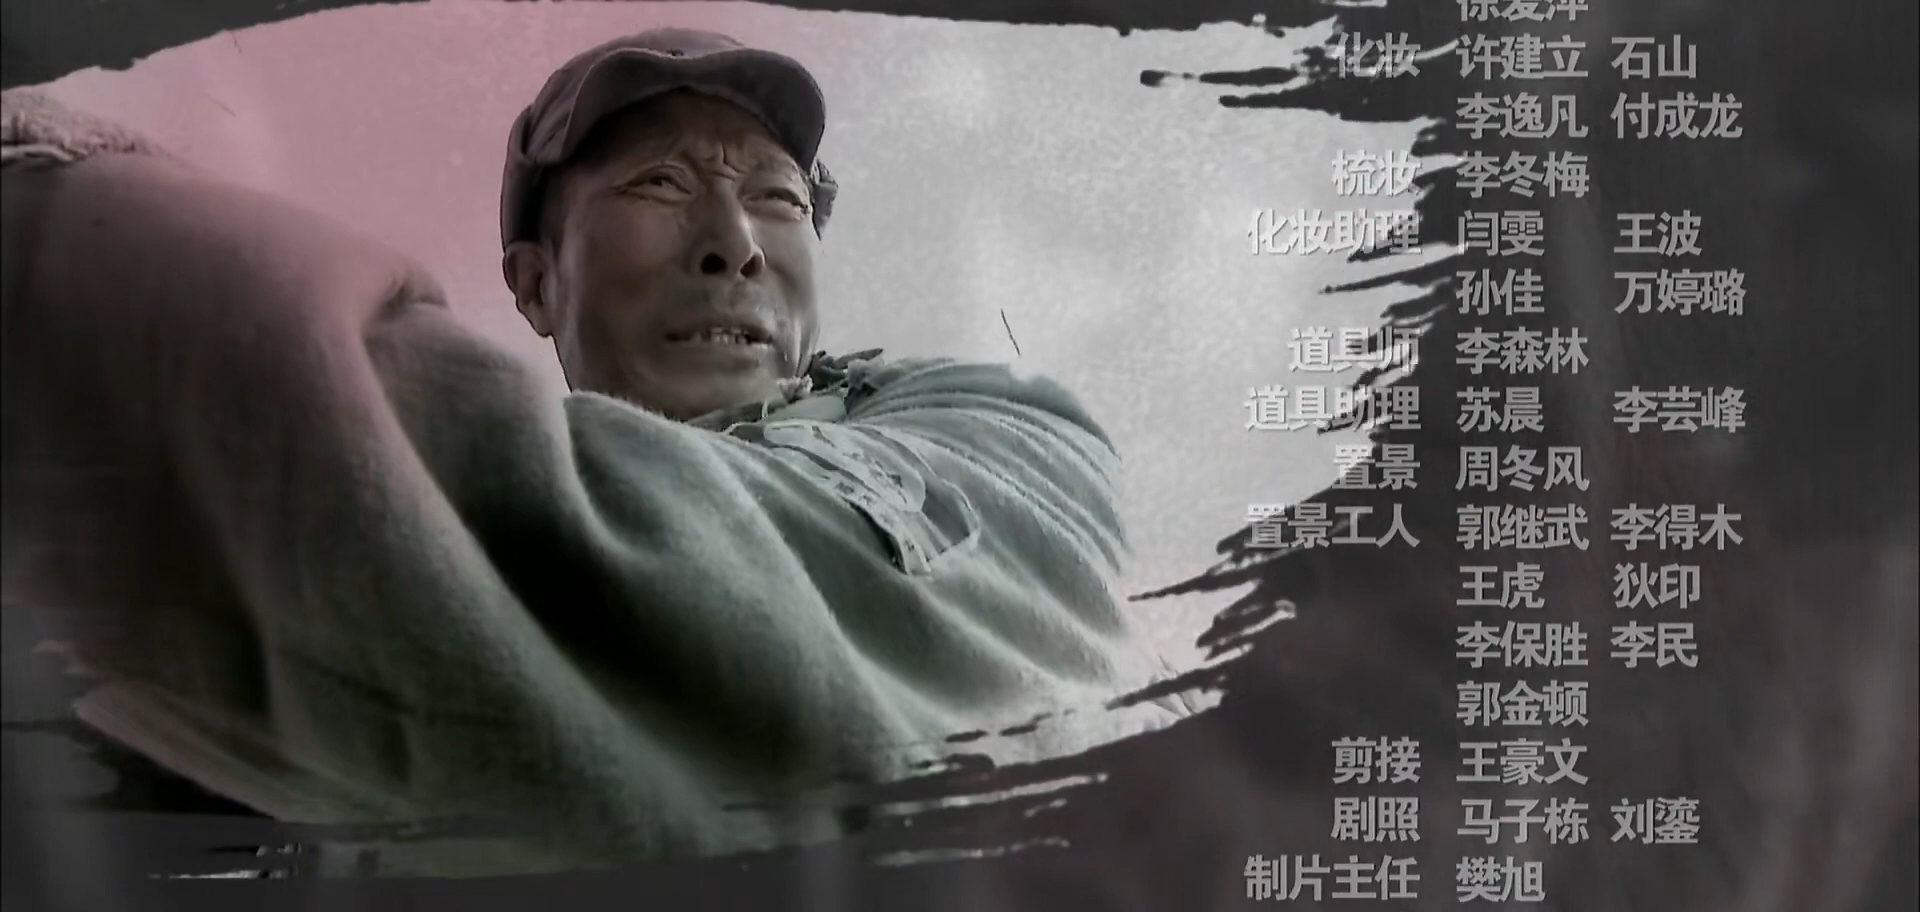 徐爱萍
化妆 许建立 石山
李逸凡 付成龙
梳妆 李冬梅
化妆助理 闫雯 王波
孙佳 万婷璐
道具师 李森林
道具助理 苏晨 李芸峰
置景 周冬风
置景工人 郭继武 李得木
王虎 狄印
李保胜 李民
郭金顿
剪接 王豪文
剧照 马子栋 刘鎏
制片主任 樊旭